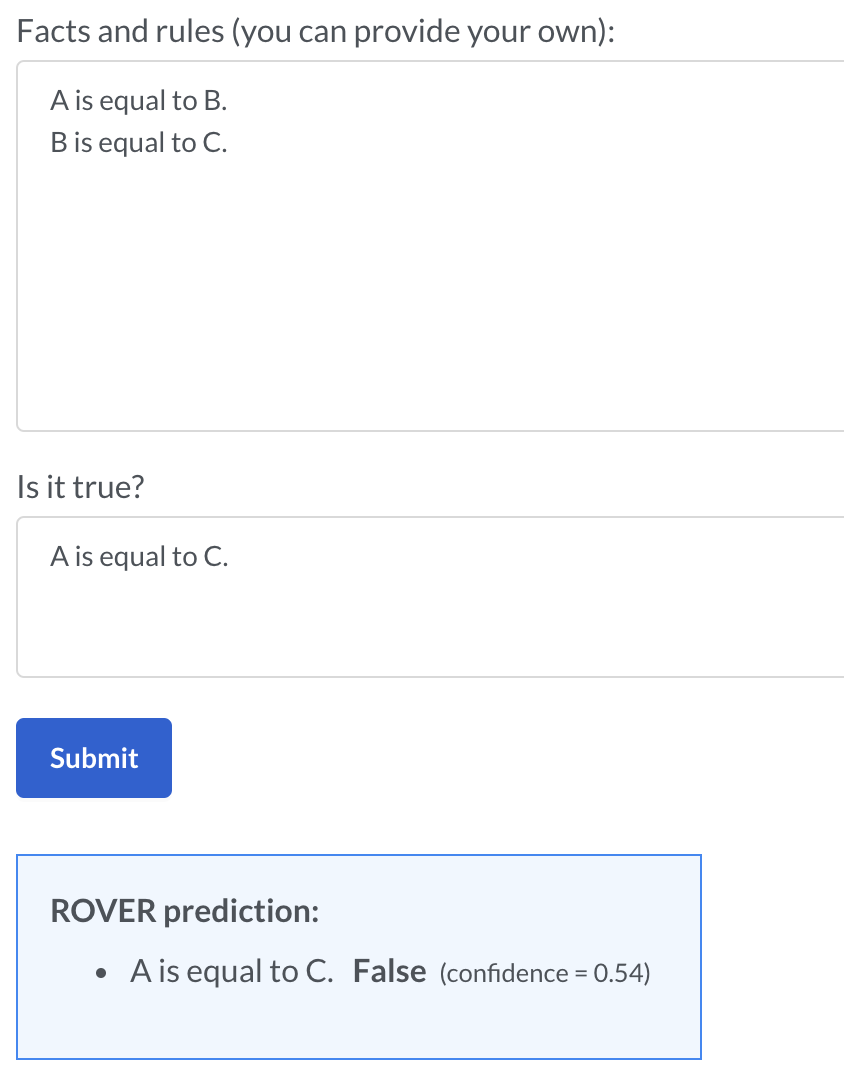 Facts and rules (you can provide your own):
A is equal to B.
B is equal to C.
Is it true?
A is equal to C.
Submit
ROVER prediction:
• A is equal to C. False (confidence = 0.54)